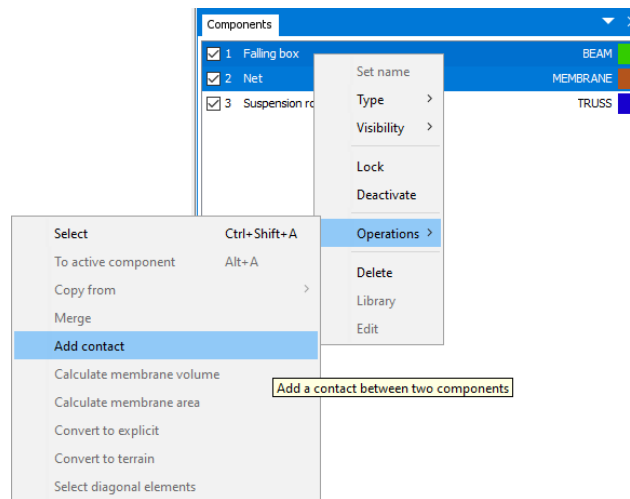 Components
1 Falling box BEAM
2 Net MEMBRANE
3 Suspension TRUSS
Set name
Type
Visibility
Lock
Deactivate
Operations
Delete
Library
Edit
Select Ctrl+Shift+A
To active component Alt+A
Copy from
Merge
Add contact
Calculate membrane volume
Add a contact between two components
Calculate membrane area
Convert to explicit
Convert to terrain
Select diagonal elements